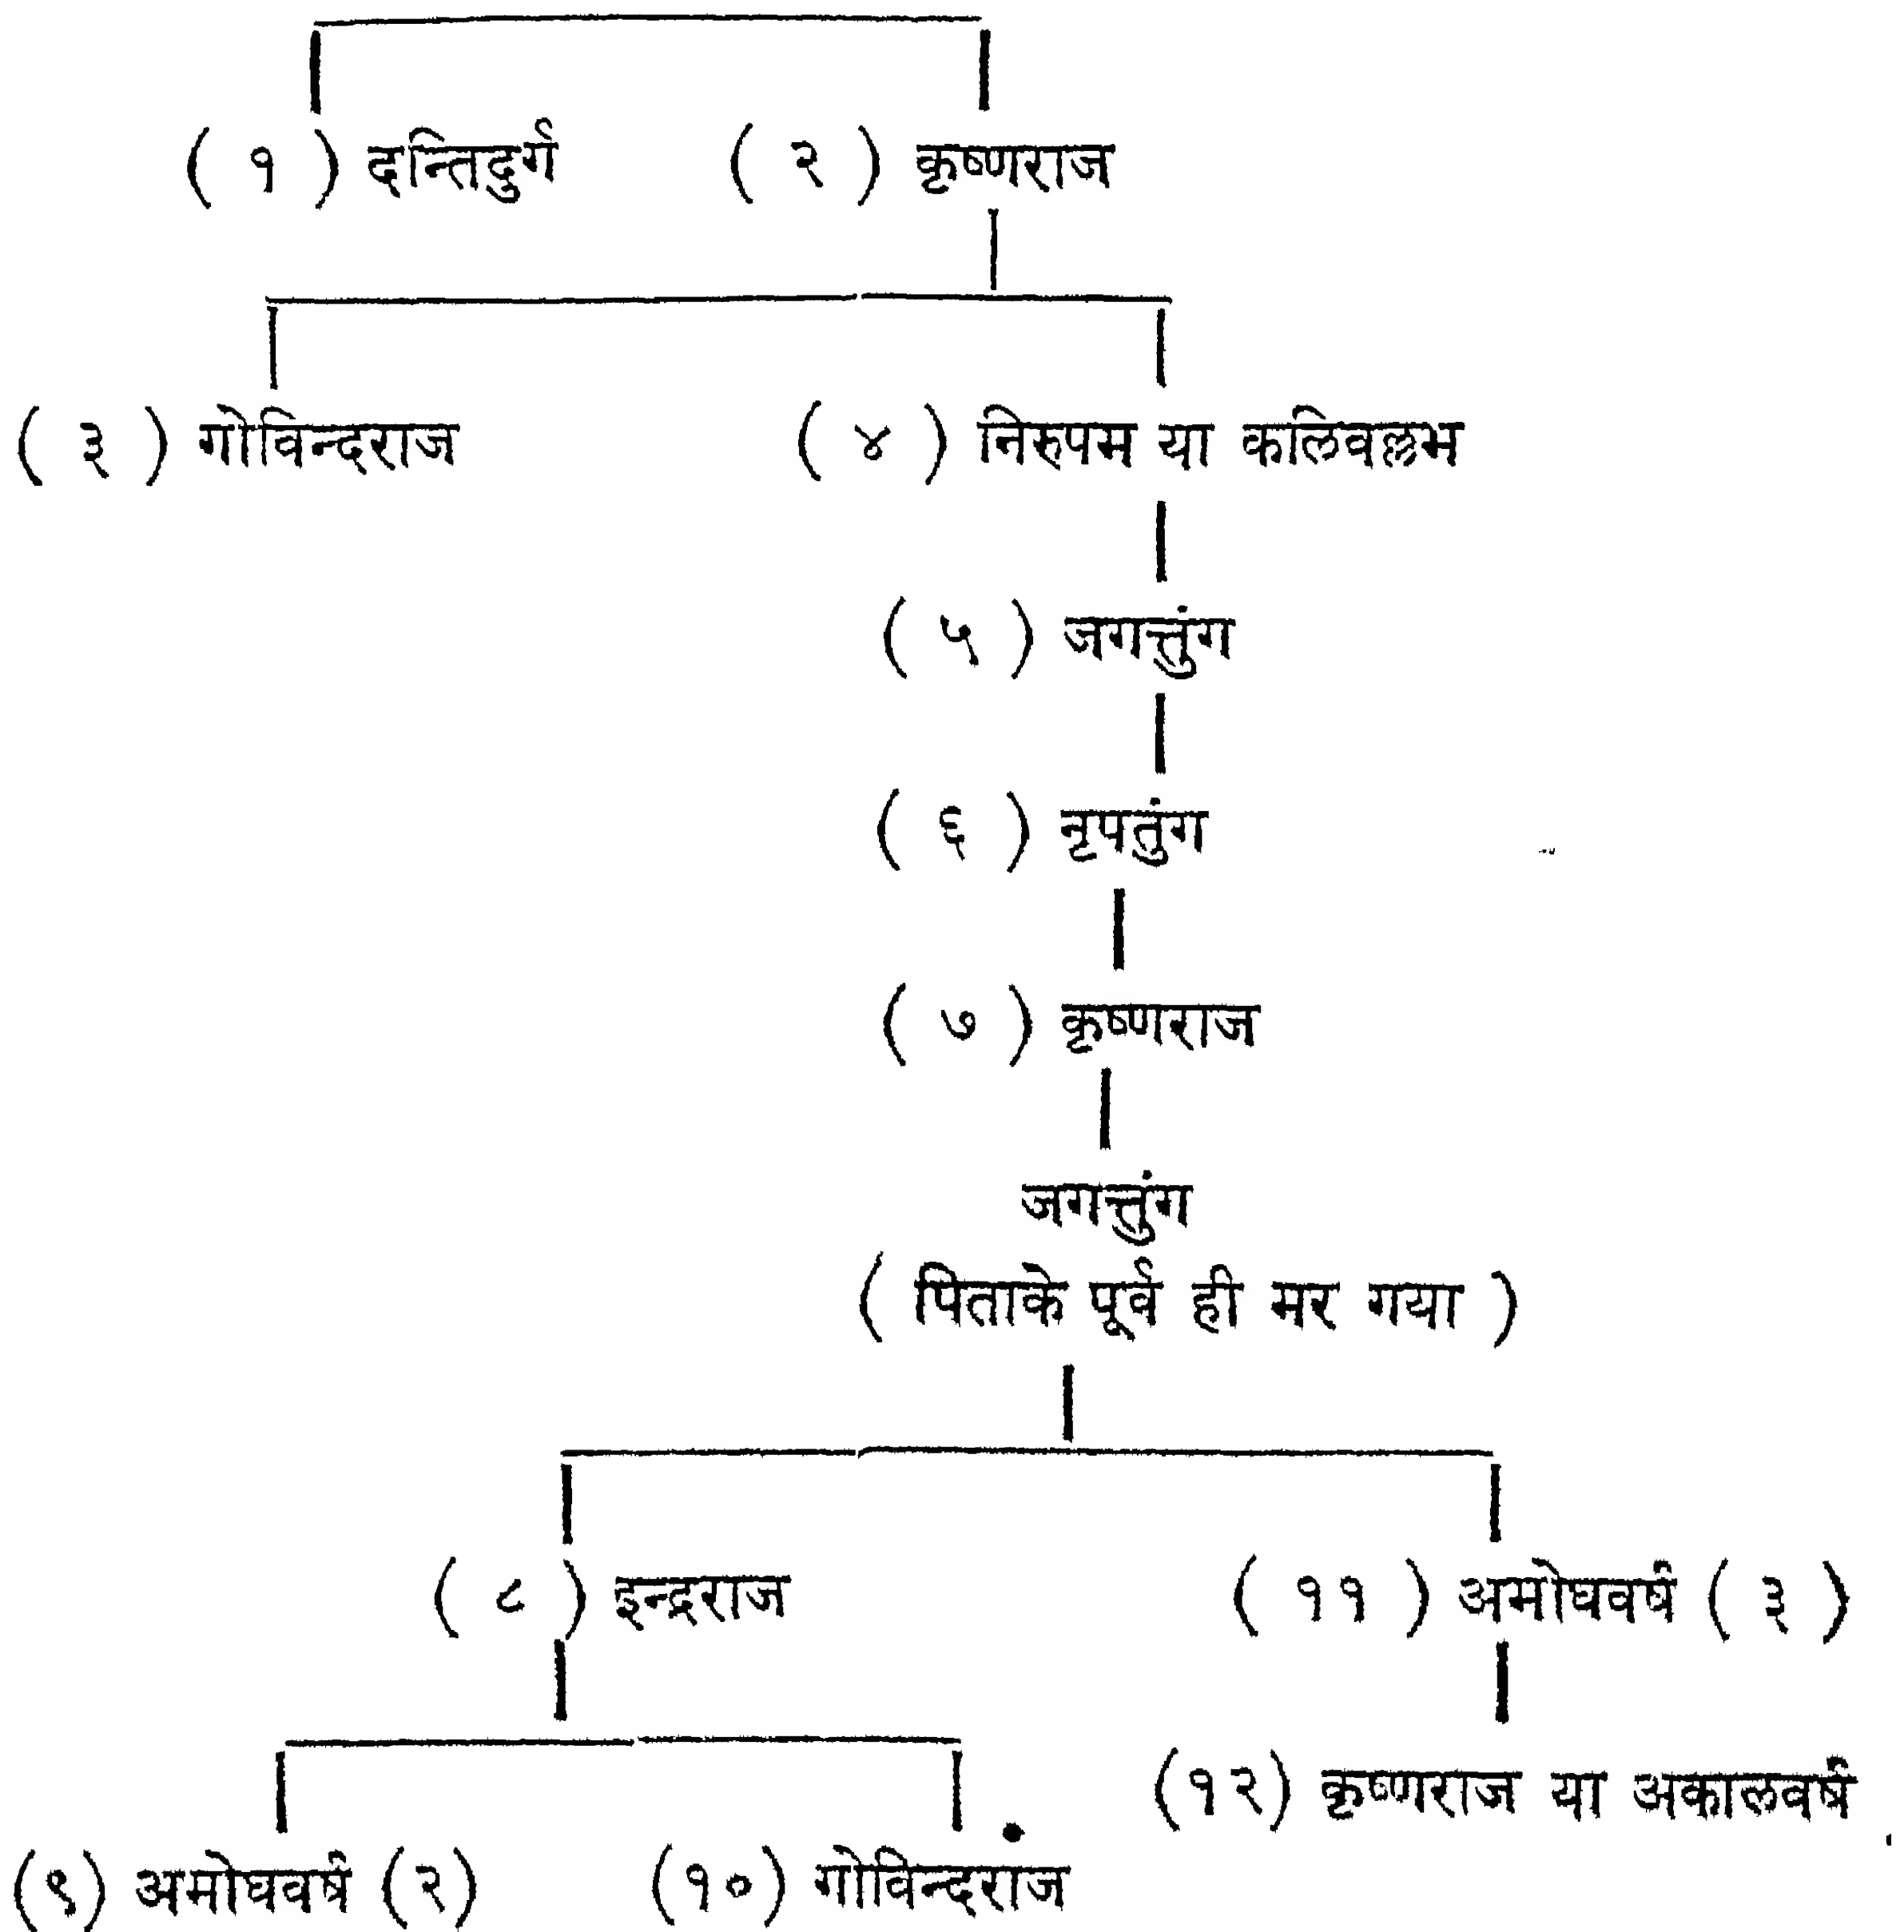 ( १ ) दन्तिदुर्ग ( २ ) कृष्णराज
( ३ ) गोविन्दराज ( ४ ) निरुपम या कलिवल्लभ
( ५ ) जगत्तुंग
( ६ ) नृपतुंग
( ७ ) कृष्णराज
जगत्तुंग
( पिताके पूर्व ही मर गया )
( ८ ) इन्द्रराज ( ११ ) अमोघवर्ष ( ३ )
(१२) कृष्णराज या अकालवर्ष
(९) अमोघवर्ष (२) (१०) गोविन्दराज